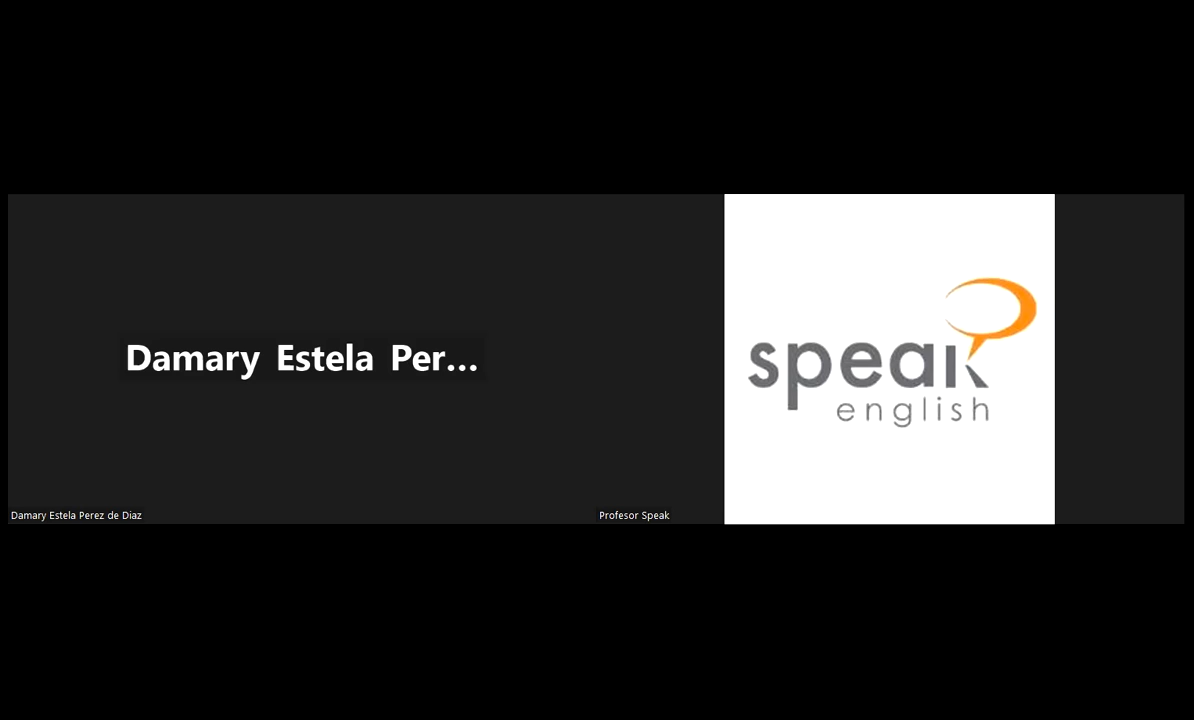 Damary Estela Per...
speak
english
Damary Estela Perez de Diaz
Profesor Speak